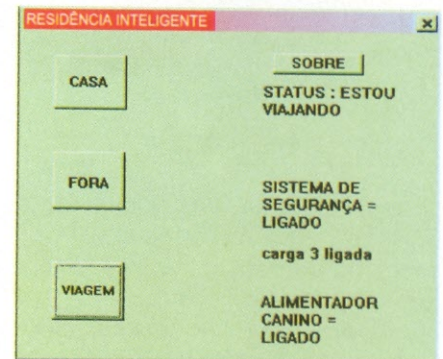 RESIDÊNCIA INTELIGENTE
CASA
SOBRE
STATUS : ESTOU
VIAJANDO
FORA
SISTEMA DE
SEGURANÇA =
LIGADO
carga 3 ligada
VIAGEM
ALIMENTADOR
CANINO =
LIGADO